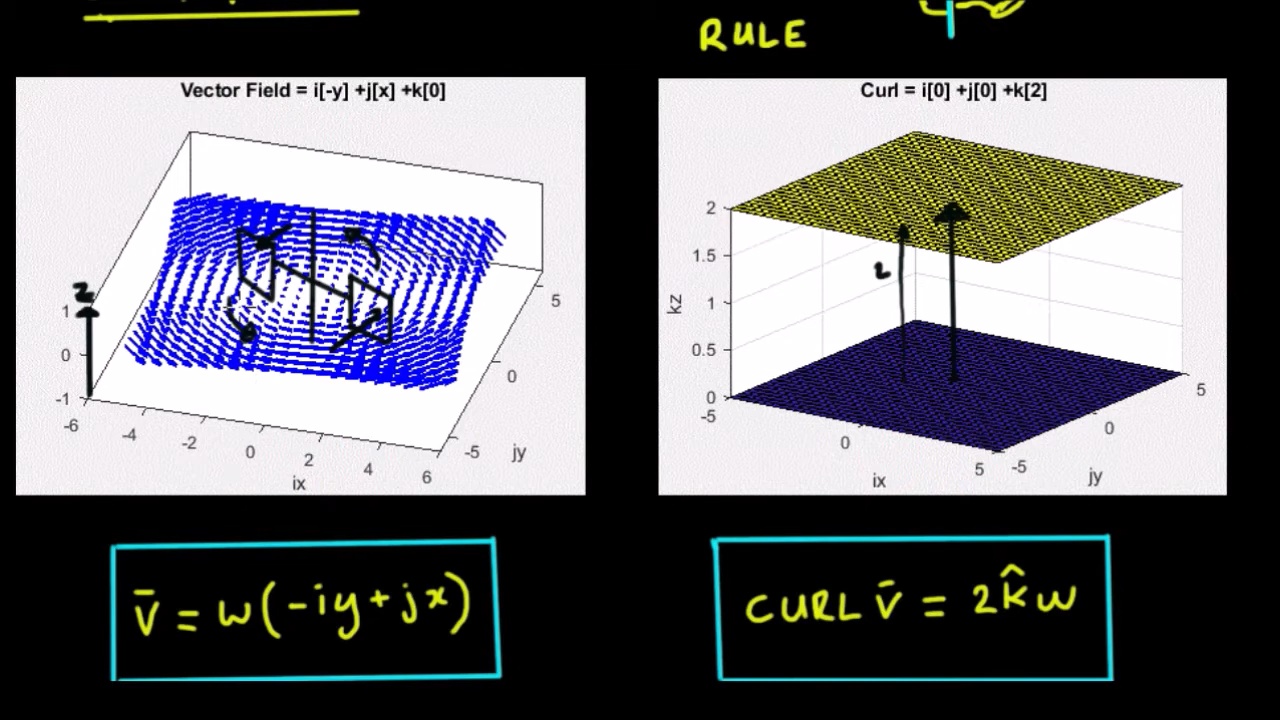 RULE
Vector Field = i[-y] +j[x] +k[0]
z
1
0
-1
-6
-4
-2
0
2
4
6
ix
-5
0
5
jy
Curl = i[0] +j[0] +k[2]
2
2
1.5
1
0.5
0
kz
-5
0
5
ix
-5
0
5
jy
v̄ = w(-iy+jx)
CURL v̄ = 2k̂w